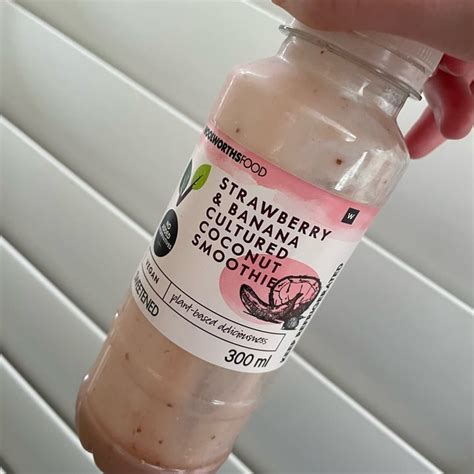 WOOLWORTHSFOOD
STRAWBERRY
& BANANA
CULTURED
COCONUT
SMOOTHIE
W
VEGAN
plant-based deliciousness
300 ml